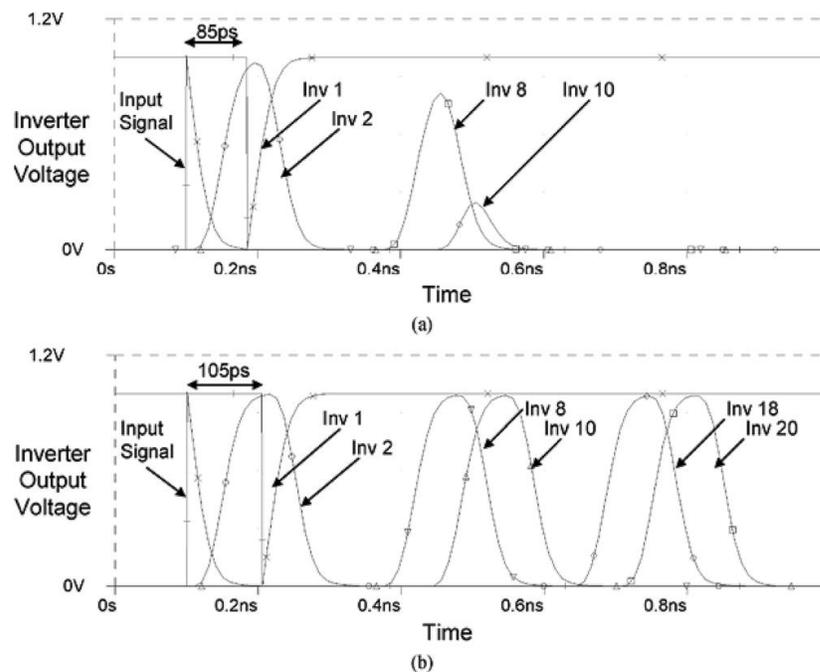 1.2V
85ps
Input
Signal
Inv 1
Inv 2
Inv 8
Inv 10
Inverter
Output
Voltage
0V
0s
0.2ns
0.4ns
0.6ns
0.8ns
Time
(a)
1.2V
105ps
Input
Signal
Inv 1
Inv 2
Inv 8
Inv 10
Inv 18
Inv 20
Inverter
Output
Voltage
0V
0s
0.2ns
0.4ns
0.6ns
0.8ns
Time
(b)